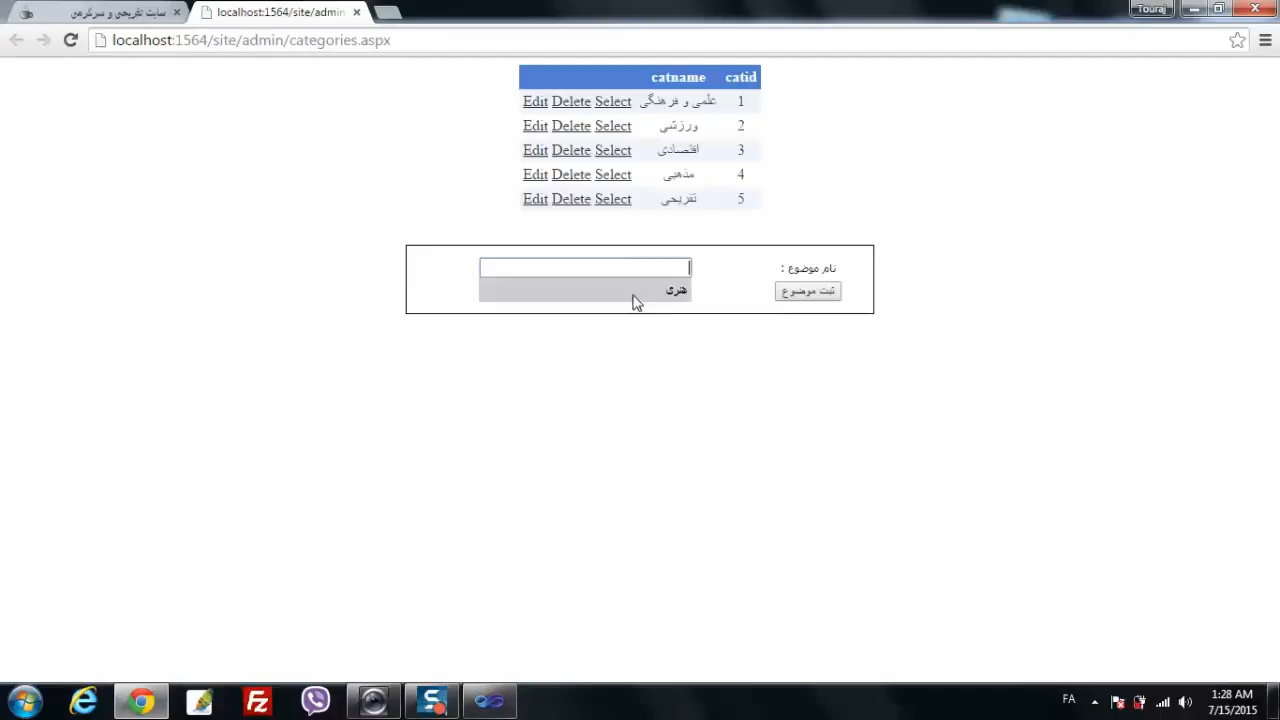 سایت تفریحی و سرگرمی
localhost:1564/site/admin
Touraj
localhost:1564/site/admin/categories.aspx
catname catid
Edit Delete Select علمی و فرهنگی 1
Edit Delete Select ورزشی 2
Edit Delete Select اقتصادی 3
Edit Delete Select مذهبی 4
Edit Delete Select تفریحی 5
نام موضوع :
هنری
ثبت موضوع
FA
1:28 AM
7/15/2015